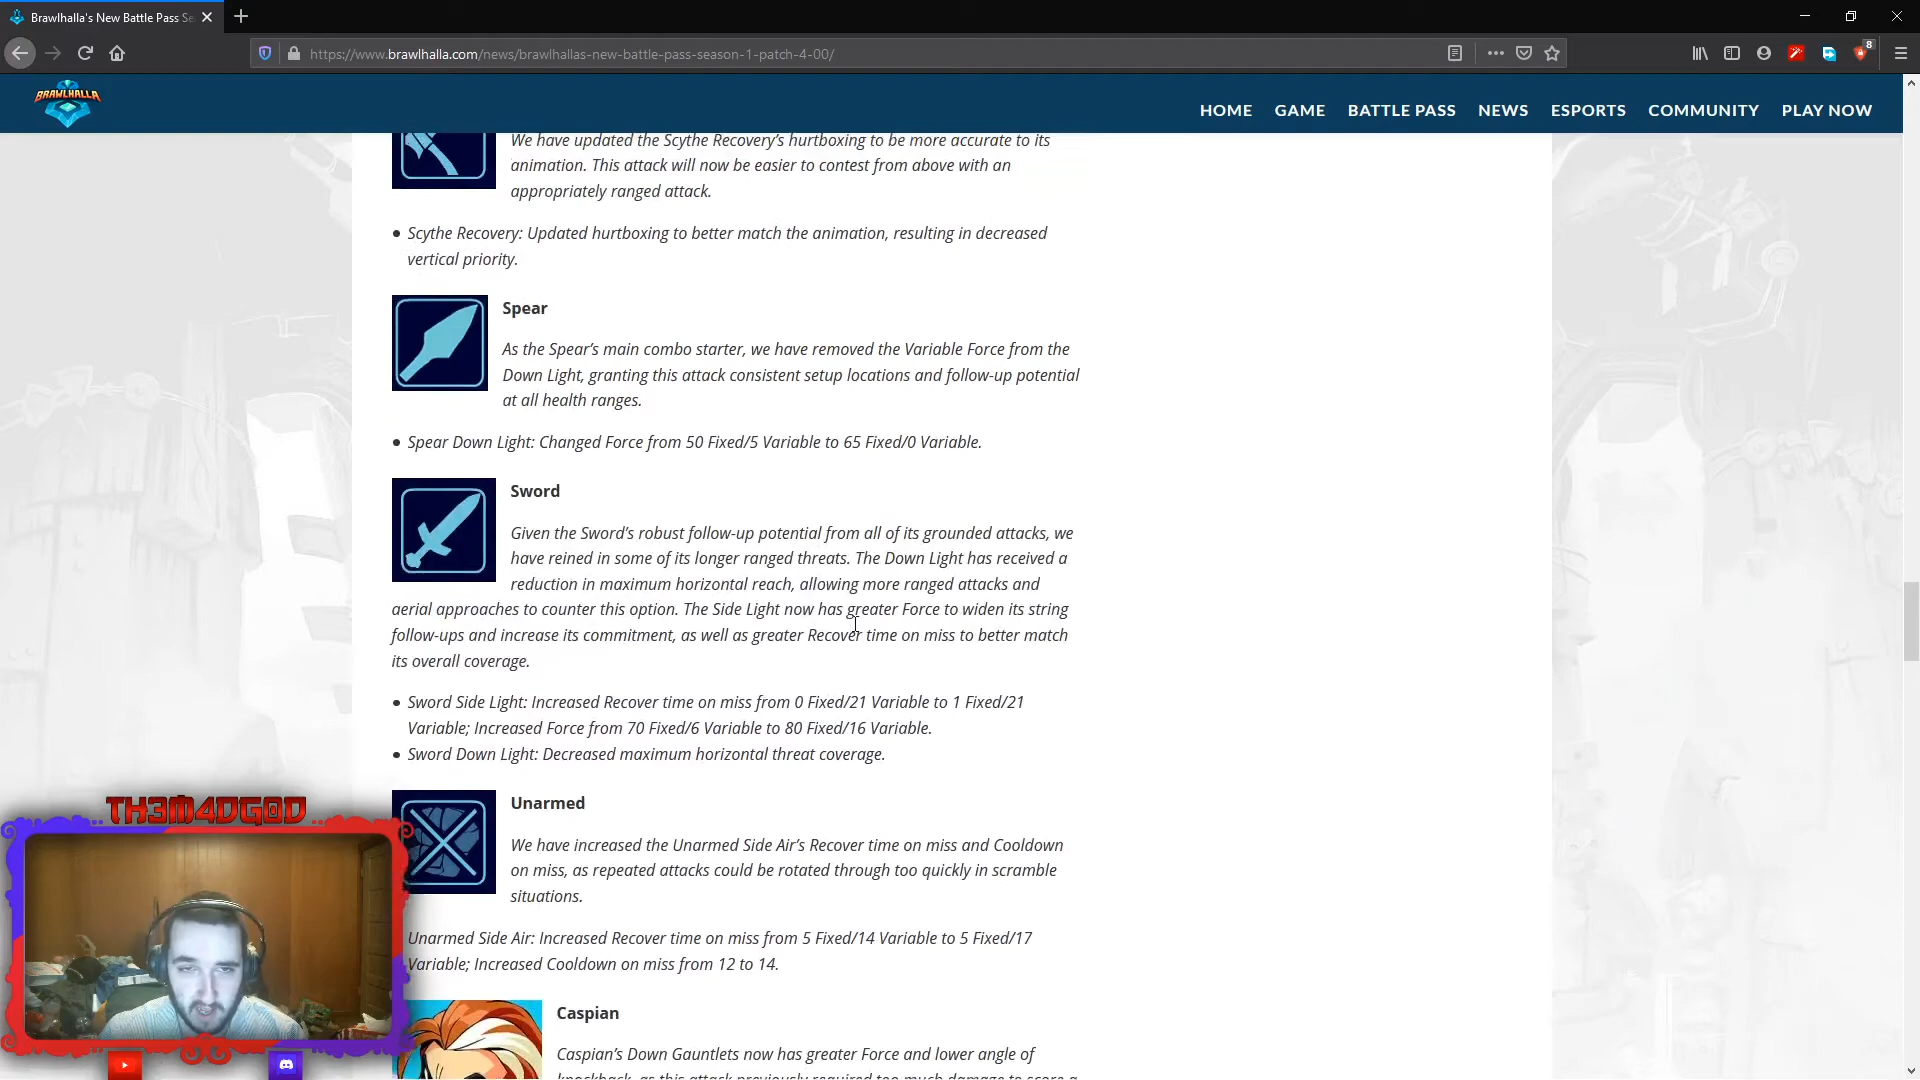 Brawlhalla's New Battle Pass Se
https://www.brawlhalla.com/news/brawlhallas-new-battle-pass-season-1-patch-4-00/
8
BRAWLHALLA
HOME GAME BATTLE PASS NEWS ESPORTS COMMUNITY PLAY NOW
We have updated the Scythe Recovery’s hurtboxing to be more accurate to its
animation. This attack will now be easier to contest from above with an
appropriately ranged attack.
• Scythe Recovery: Updated hurtboxing to better match the animation, resulting in decreased
vertical priority.
Spear
As the Spear’s main combo starter, we have removed the Variable Force from the
Down Light, granting this attack consistent setup locations and follow-up potential
at all health ranges.
• Spear Down Light: Changed Force from 50 Fixed/5 Variable to 65 Fixed/0 Variable.
Sword
Given the Sword’s robust follow-up potential from all of its grounded attacks, we
have reined in some of its longer ranged threats. The Down Light has received a
reduction in maximum horizontal reach, allowing more ranged attacks and
aerial approaches to counter this option. The Side Light now has greater Force to widen its string
follow-ups and increase its commitment, as well as greater Recover time on miss to better match
its overall coverage.
• Sword Side Light: Increased Recover time on miss from 0 Fixed/21 Variable to 1 Fixed/21
Variable; Increased Force from 70 Fixed/6 Variable to 80 Fixed/16 Variable.
• Sword Down Light: Decreased maximum horizontal threat coverage.
Unarmed
We have increased the Unarmed Side Air’s Recover time on miss and Cooldown
on miss, as repeated attacks could be rotated through too quickly in scramble
situations.
Unarmed Side Air: Increased Recover time on miss from 5 Fixed/14 Variable to 5 Fixed/17
Variable; Increased Cooldown on miss from 12 to 14.
TH3M4DG0D
Caspian
Caspian’s Down Gauntlets now has greater Force and lower angle of
knockback, as this attack previously required too much damage to score a